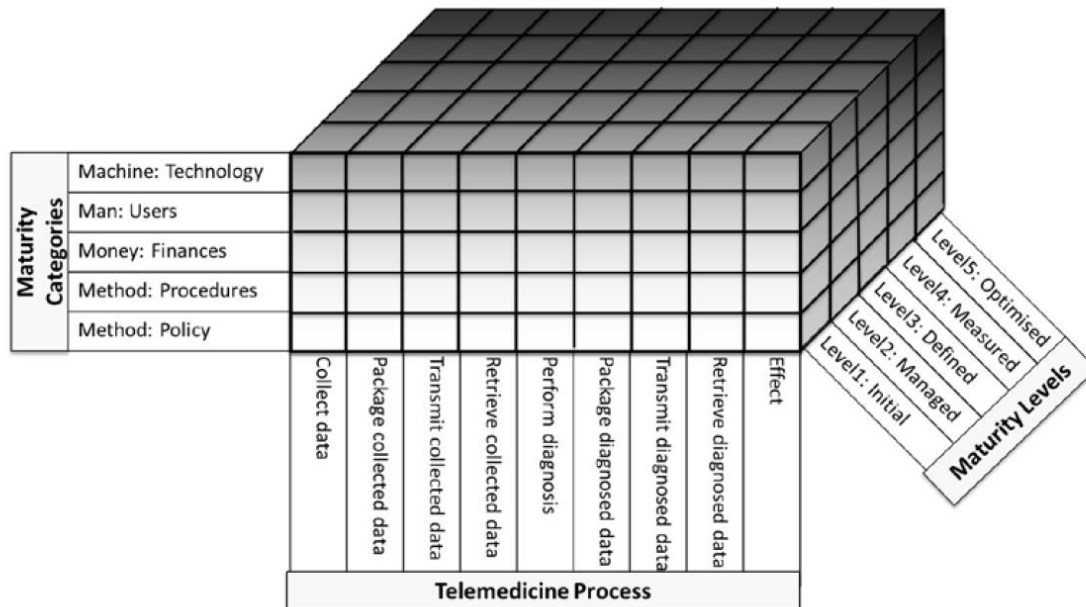 Maturity
Categories
Machine: Technology
Man: Users
Money: Finances
Method: Procedures
Method: Policy
Collect data
Package collected data
Transmit collected data
Retrieve collected data
Perform diagnosis
Package diagnosed data
Transmit diagnosed data
Retrieve diagnosed data
Effect
Telemedicine Process
Level5: Optimised
Level4: Measured
Level3: Defined
Level2: Managed
Level1: Initial
Maturity Levels